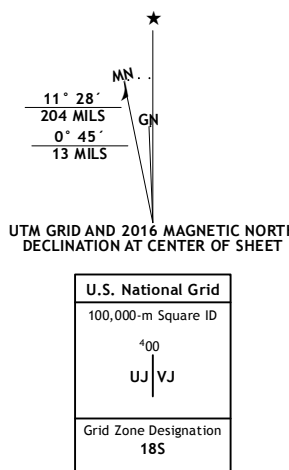 ★
MN
11° 28´
204 MILS
GN
0° 45´
13 MILS
UTM GRID AND 2016 MAGNETIC NORTH
DECLINATION AT CENTER OF SHEET
U.S. National Grid
100,000-m Square ID
⁴00
UJ VJ
Grid Zone Designation
18S